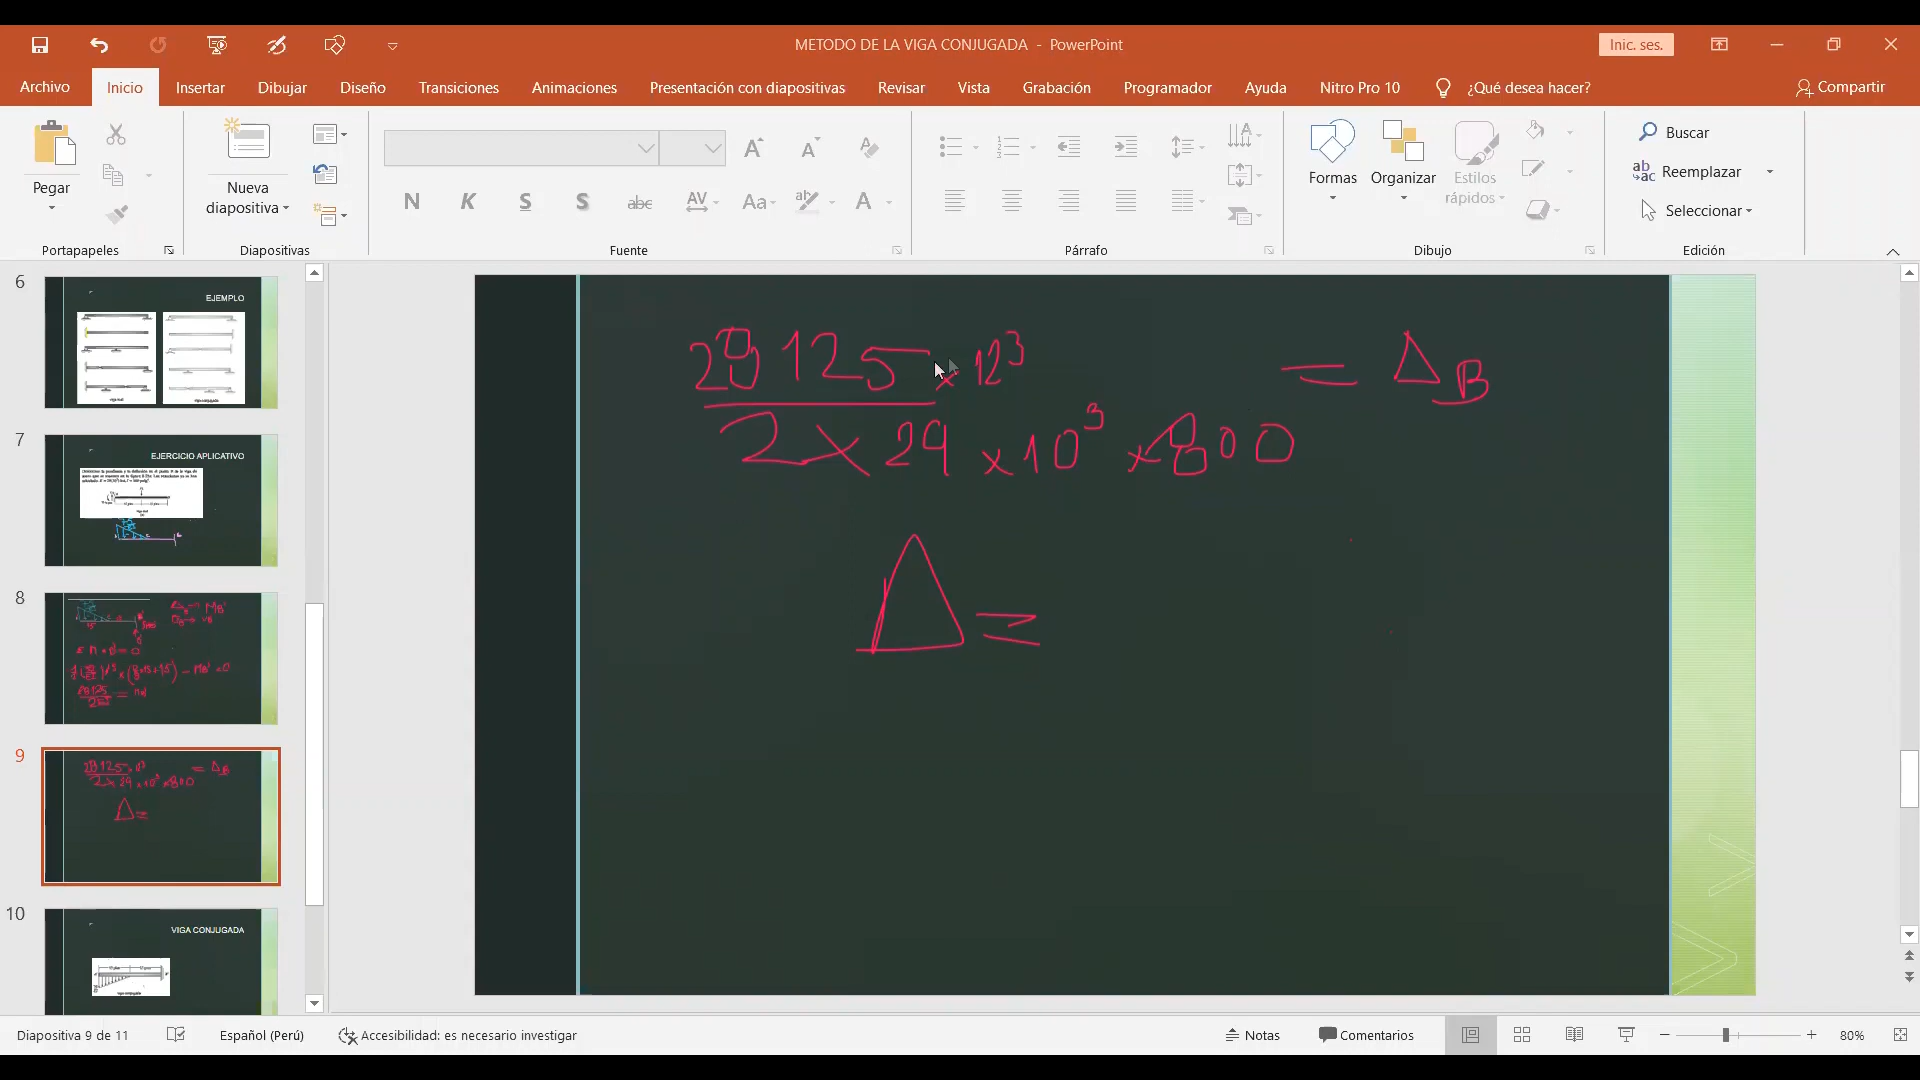 METODO DE LA VIGA CONJUGADA - PowerPoint
Inic. ses.
Archivo Inicio Insertar Dibujar Diseño Transiciones Animaciones Presentación con diapositivas Revisar Vista Grabación Programador Ayuda Nitro Pro 10 ¿Qué desea hacer? Compartir
Pegar
Nueva diapositiva
N K S S abc AV Aa A
Formas
Organizar
Estilos rápidos
Buscar
Reemplazar
Seleccionar
Portapapeles Diapositivas Fuente Párrafo Dibujo Edición
6
EJEMPLO
7
EJERCICIO APLICATIVO
8
9
10
VIGA CONJUGADA
28125 x 12³ = Δ B
2 x 29 x 10³ x 800
Δ =
Diapositiva 9 de 11 Español (Perú) Accesibilidad: es necesario investigar Notas Comentarios 80%